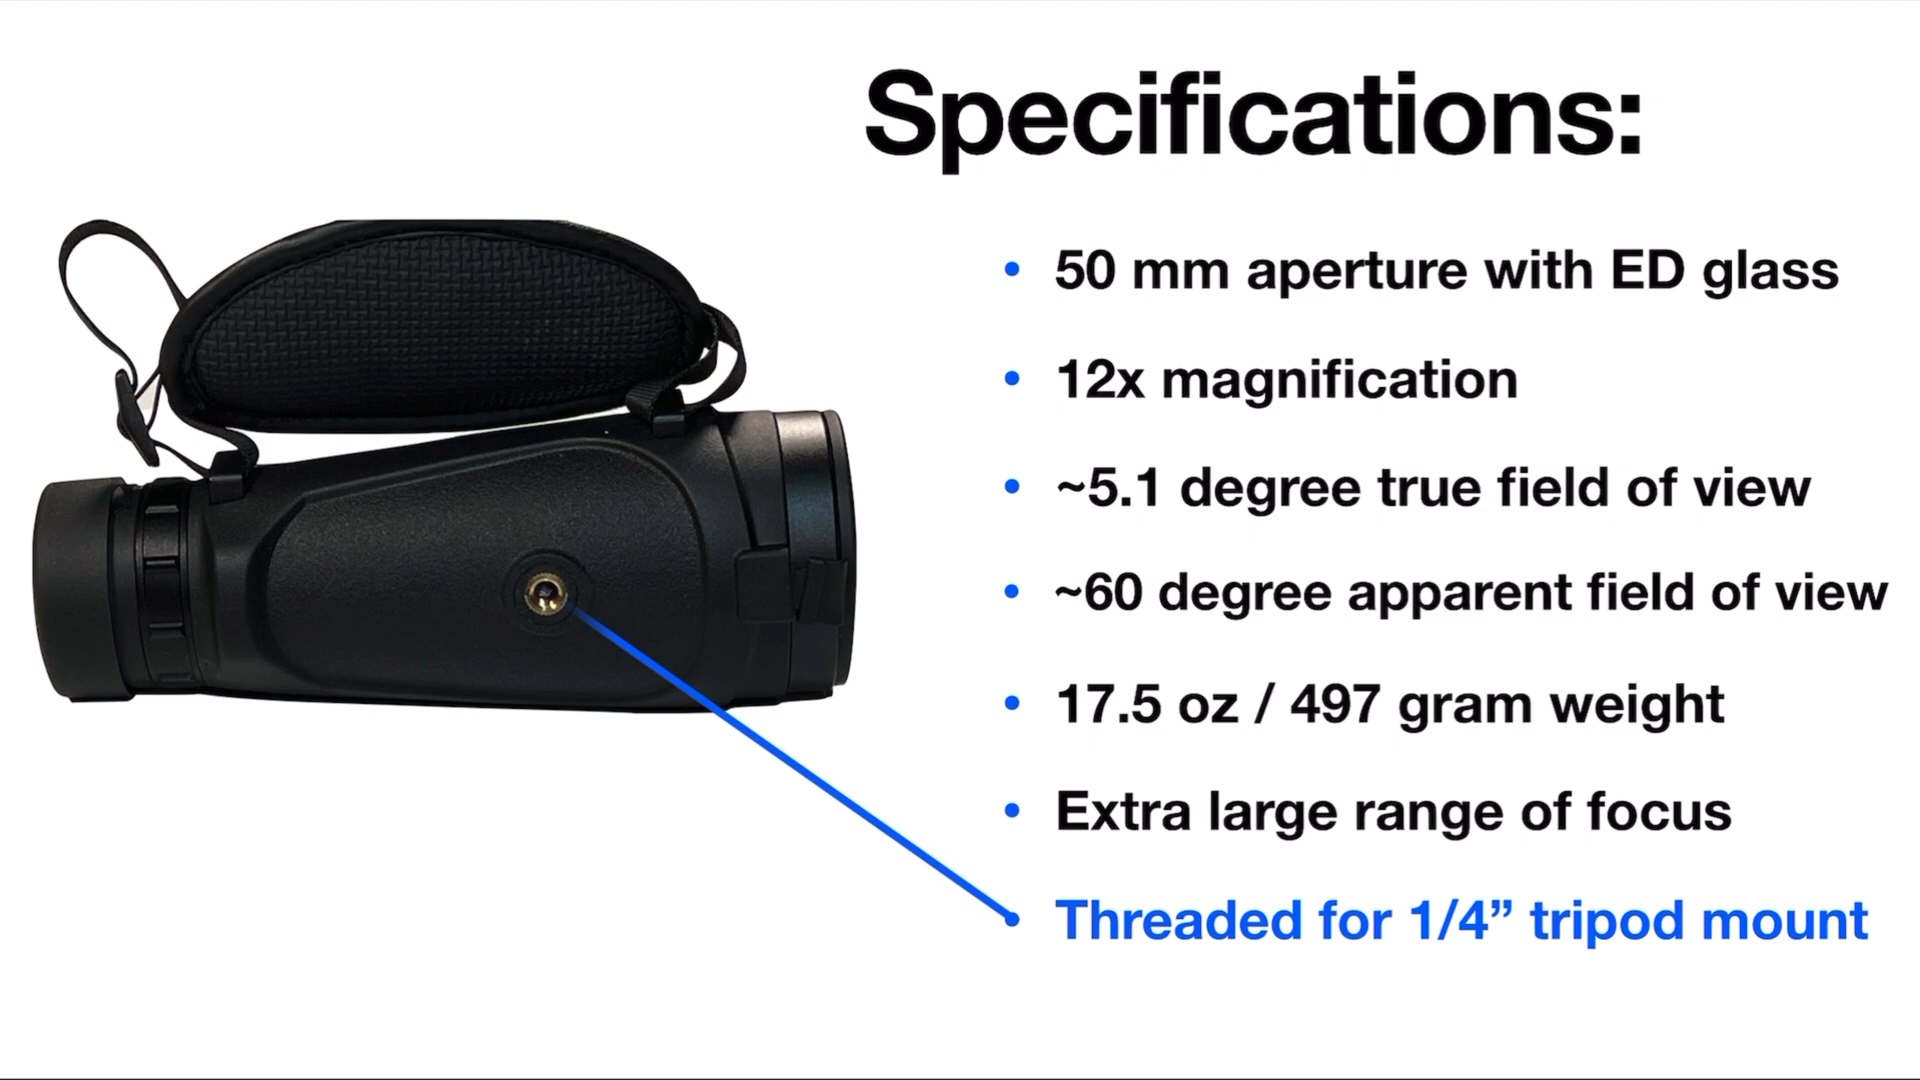 Specifications:
• 50 mm aperture with ED glass
• 12x magnification
• ~5.1 degree true field of view
• ~60 degree apparent field of view
• 17.5 oz / 497 gram weight
• Extra large range of focus
• Threaded for 1/4” tripod mount